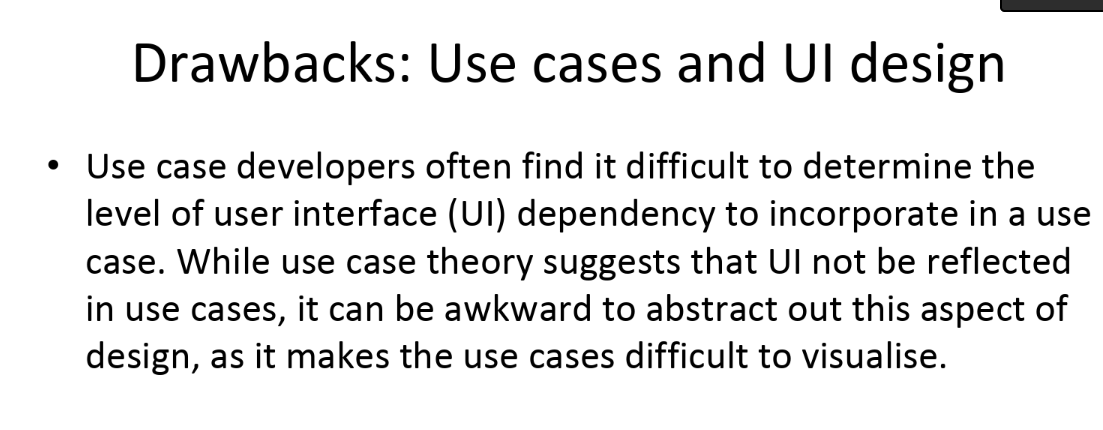 Drawbacks: Use cases and UI design
• Use case developers often find it difficult to determine the
level of user interface (UI) dependency to incorporate in a use
case. While use case theory suggests that UI not be reflected
in use cases, it can be awkward to abstract out this aspect of
design, as it makes the use cases difficult to visualise.